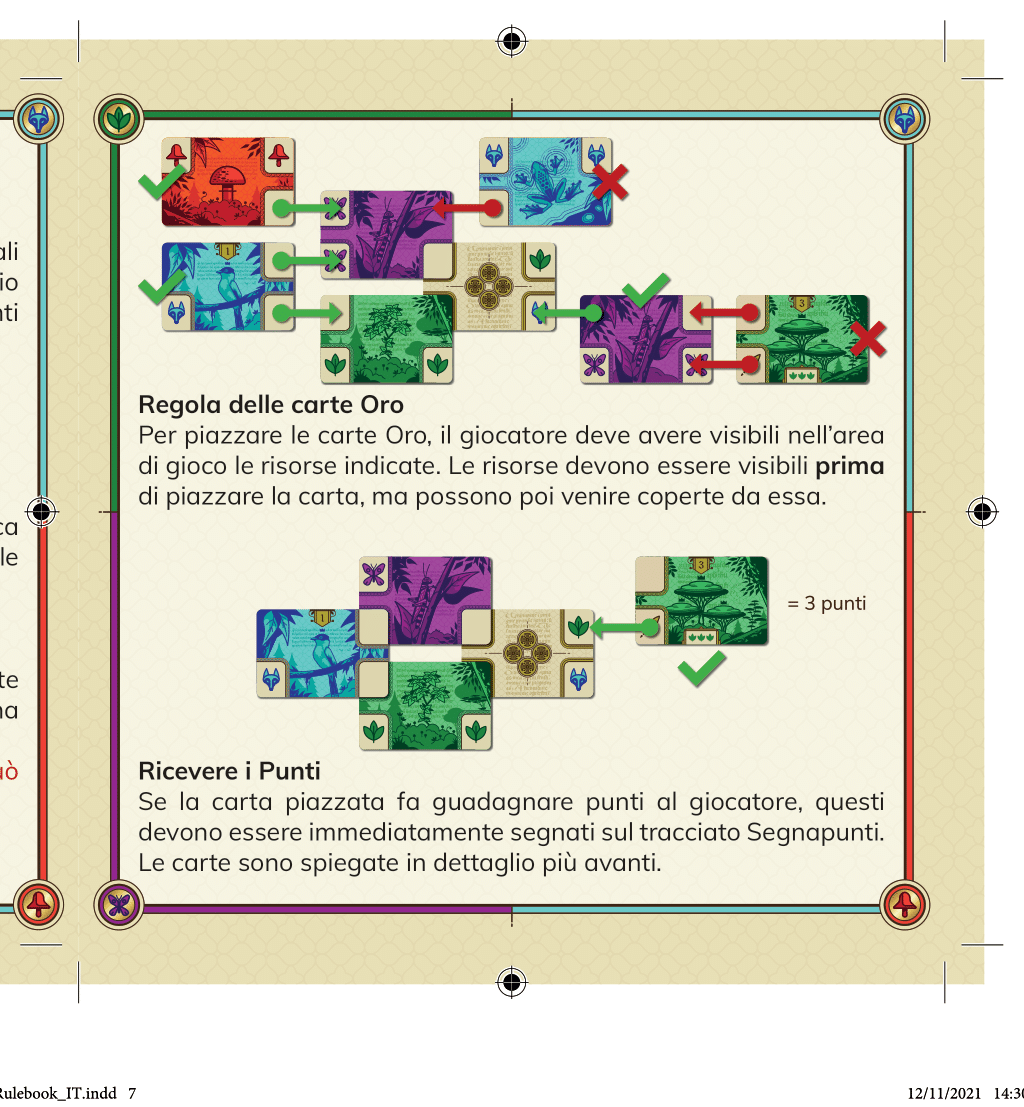 ali
io
nti
1
3
Regola delle carte Oro
Per piazzare le carte Oro, il giocatore deve avere visibili nell’area
di gioco le risorse indicate. Le risorse devono essere visibili prima
di piazzare la carta, ma possono poi venire coperte da essa.
ca
le
3
= 3 punti
1
te
na
uò
Ricevere i Punti
Se la carta piazzata fa guadagnare punti al giocatore, questi
devono essere immediatamente segnati sul tracciato Segnapunti.
Le carte sono spiegate in dettaglio più avanti.
Rulebook_IT.indd 7
12/11/2021 14:30